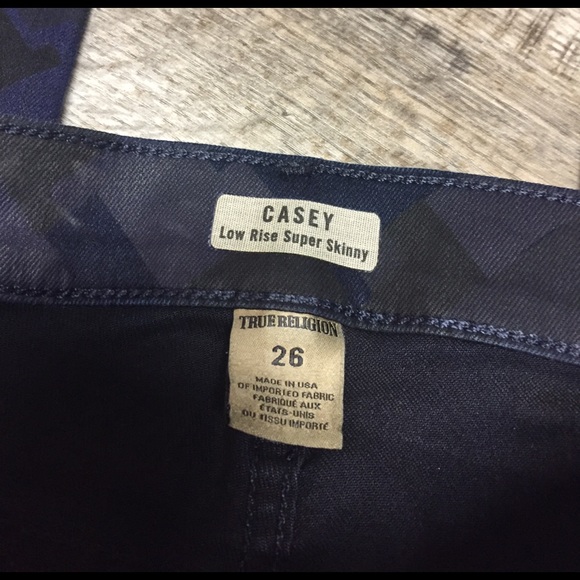 CASEY
Low Rise Super Skinny
TRUE RELIGION
26
MADE IN USA
OF IMPORTED FABRIC
FABRIQUÉ AUX
ÉTATS-UNIS
OU TISSU IMPORTÉ